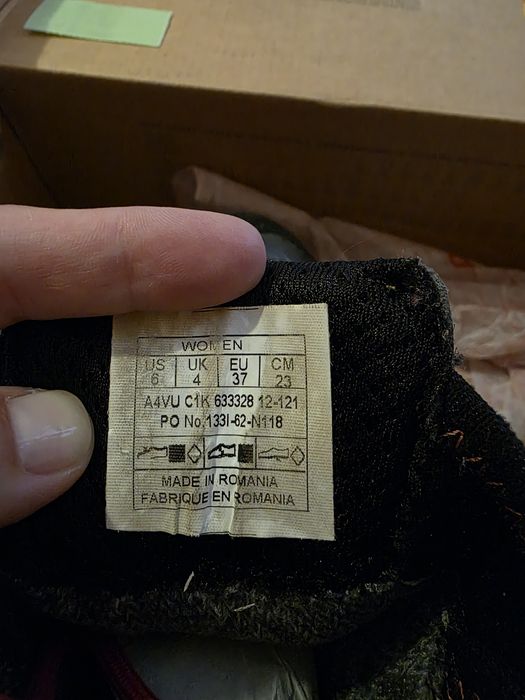 WOMEN
US UK EU CM
6 4 37 23
A4VU C1K 633328 12-121
PO No.133I-62-N118
MADE IN ROMANIA
FABRIQUE EN ROMANIA